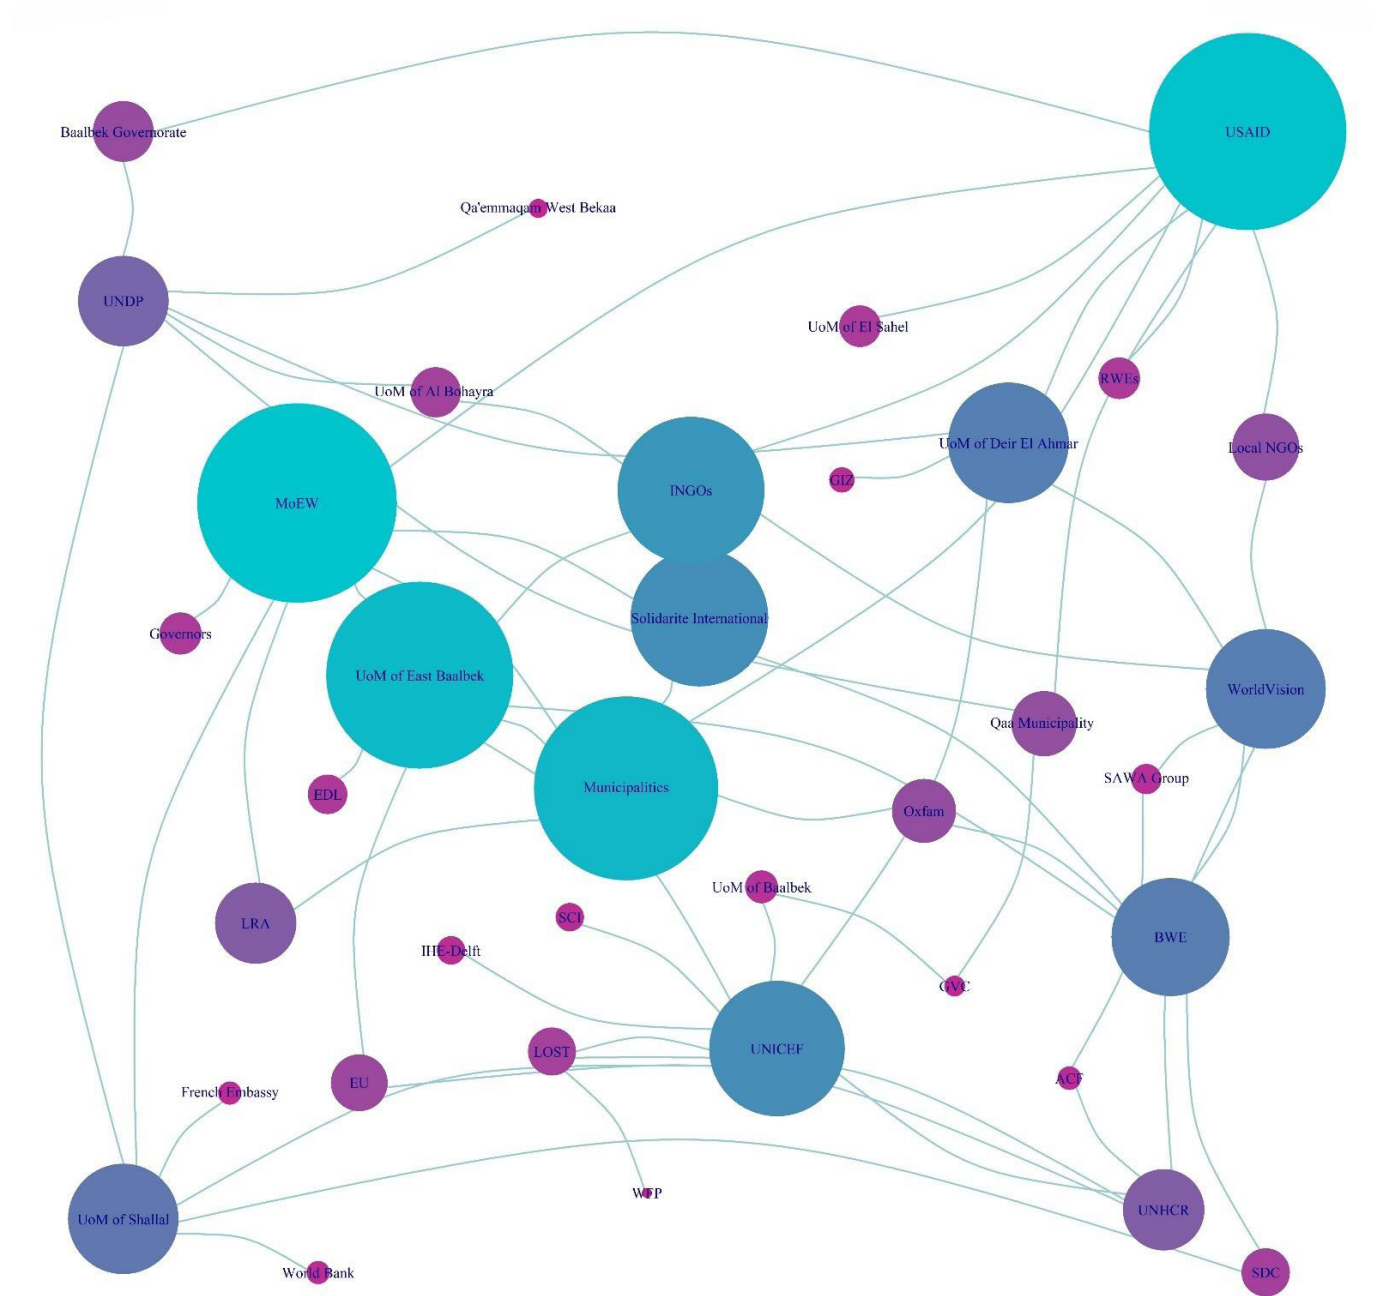 Baalbek Governorate
USAID
Qa'emmaqam West Bekaa
UNDP
UoM of El Sahel
RWEs
UoM of Al Bohayra
UoM of Deir El Ahmar
Local NGOs
GIZ
INGOs
MoEW
Solidarite International
Governors
UoM of East Baalbek
WorldVision
Qaa Municipality
SAWA Group
Municipalities
EDL
Oxfam
UoM of Baalbek
SCI
LRA
BWE
IHE-Delft
GVC
UNICEF
LOST
ACF
EU
French Embassy
WFP
UNHCR
UoM of Shallal
World Bank
SDC